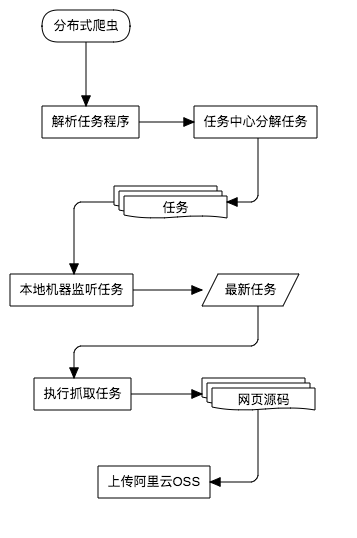 分布式爬虫
解析任务程序
任务中心分解任务
任务
本地机器监听任务
最新任务
执行抓取任务
网页源码
上传阿里云OSS